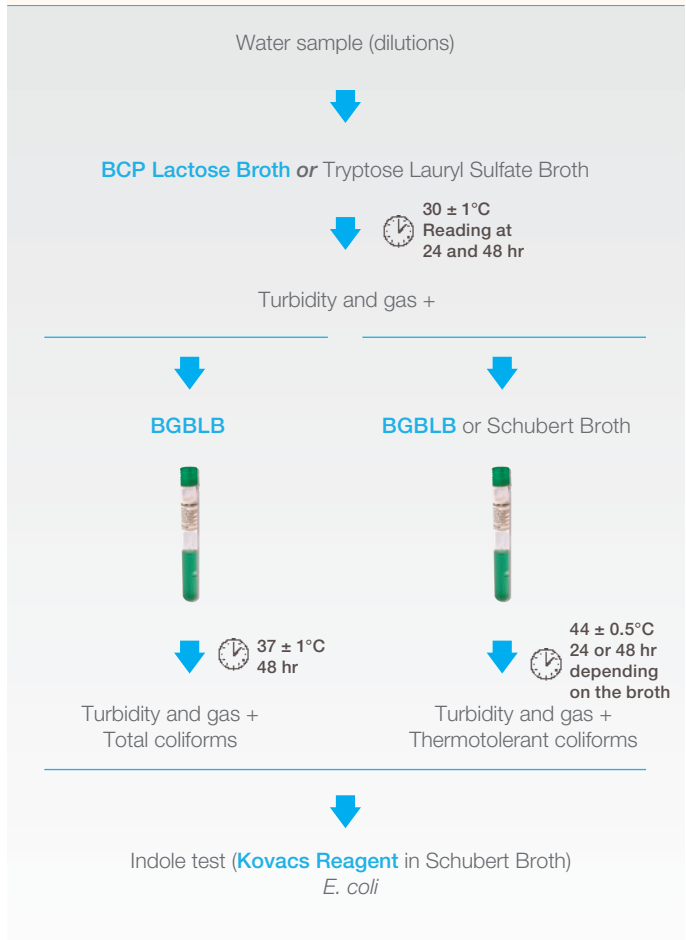 Water sample (dilutions)
BCP Lactose Broth or Tryptose Lauryl Sulfate Broth
30 ± 1°C
Reading at
24 and 48 hr
Turbidity and gas +
BGBLB
BGBLB or Schubert Broth
37 ± 1°C
48 hr
44 ± 0.5°C
24 or 48 hr
depending
on the broth
Turbidity and gas +
Total coliforms
Turbidity and gas +
Thermotolerant coliforms
Indole test (Kovacs Reagent in Schubert Broth)
E. coli